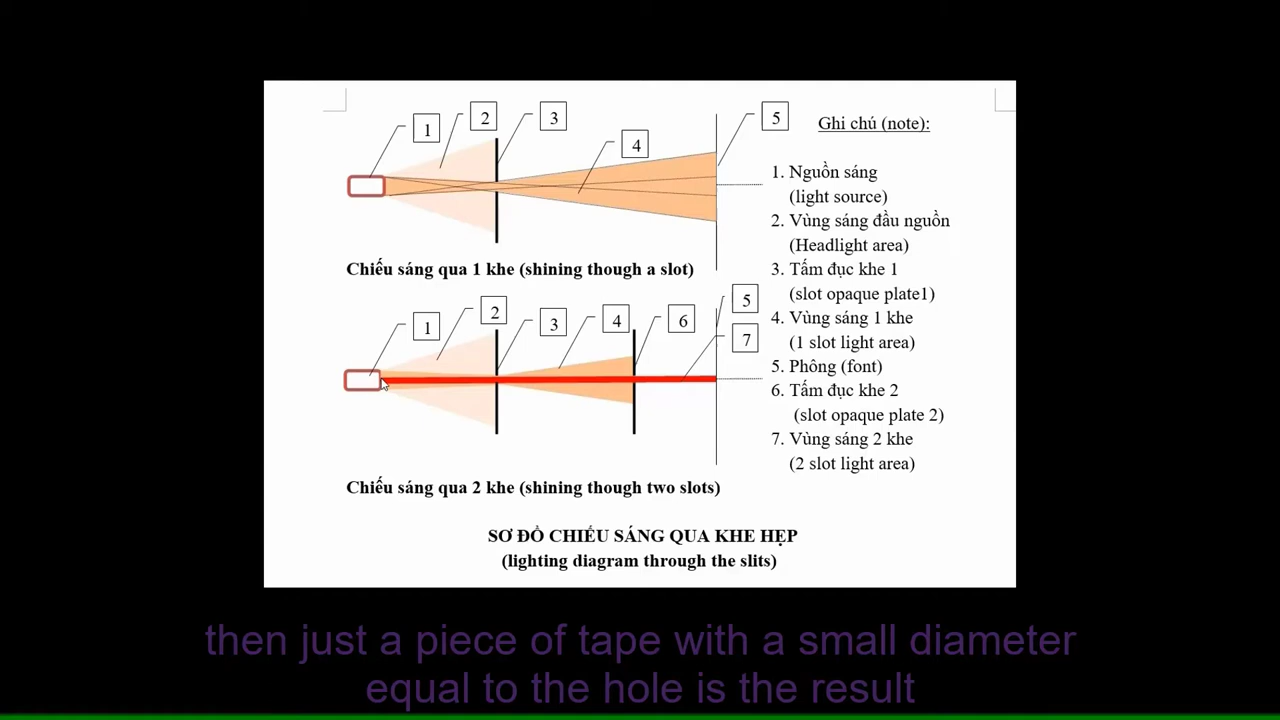 1
2
3
4
5
Ghi chú (note):
1. Nguồn sáng
(light source)
2. Vùng sáng đầu nguồn
(Headlight area)
3. Tấm đục khe 1
(slot opaque plate1)
4. Vùng sáng 1 khe
(1 slot light area)
5. Phông (font)
6. Tấm đục khe 2
(slot opaque plate 2)
7. Vùng sáng 2 khe
(2 slot light area)
Chiếu sáng qua 1 khe (shining though a slot)
1
2
3
4
6
5
7
Chiếu sáng qua 2 khe (shining though two slots)
SƠ ĐỒ CHIẾU SÁNG QUA KHE HẸP
(lighting diagram through the slits)
then just a piece of tape with a small diameter
equal to the hole is the result